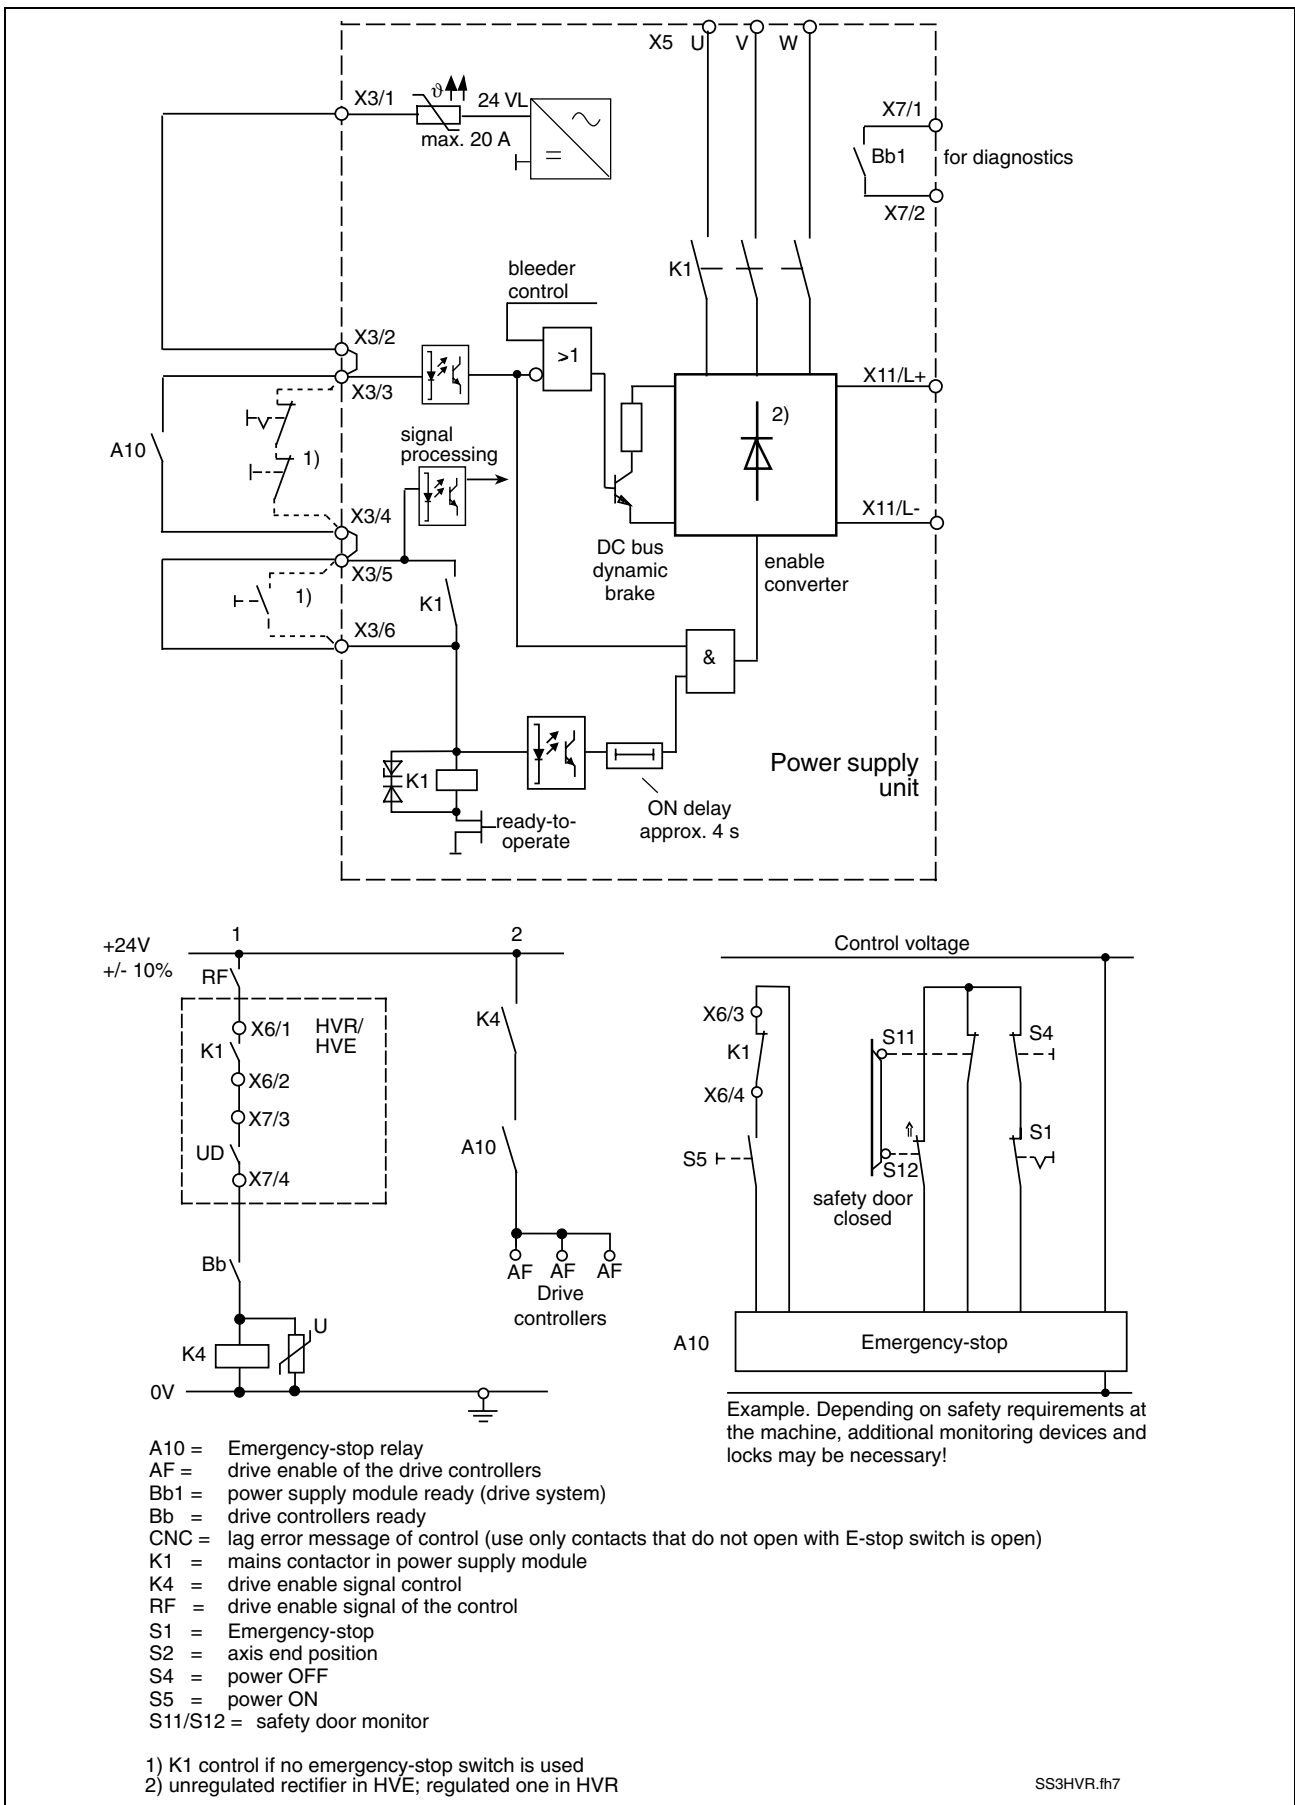 X5 U V W
X3/1
ϑ
24 VL
max. 20 A
~
=
X7/1
Bb1
for diagnostics
X7/2
K1
bleeder
control
>1
X3/2
X3/3
X11/L+
2)
A10
1)
signal
processing
X3/4
X11/L-
X3/5
DC bus
dynamic
brake
enable
converter
1)
K1
X3/6
&
Power supply
unit
K1
ON delay
approx. 4 s
ready-to-
operate
+24V
+/- 10%
1
2
RF
X6/1
HVR/
HVE
K1
X6/2
X7/3
UD
X7/4
Bb
K4
U
0V
K4
A10
AF AF AF
Drive
controllers
Control voltage
X6/3
K1
X6/4
S5
S11
S4
S12
S1
safety door
closed
A10
Emergency-stop
Example. Depending on safety requirements at
the machine, additional monitoring devices and
locks may be necessary!
A10 = Emergency-stop relay
AF = drive enable of the drive controllers
Bb1 = power supply module ready (drive system)
Bb = drive controllers ready
CNC = lag error message of control (use only contacts that do not open with E-stop switch is open)
K1 = mains contactor in power supply module
K4 = drive enable signal control
RF = drive enable signal of the control
S1 = Emergency-stop
S2 = axis end position
S4 = power OFF
S5 = power ON
S11/S12 = safety door monitor
1) K1 control if no emergency-stop switch is used
2) unregulated rectifier in HVE; regulated one in HVR
SS3HVR.fh7